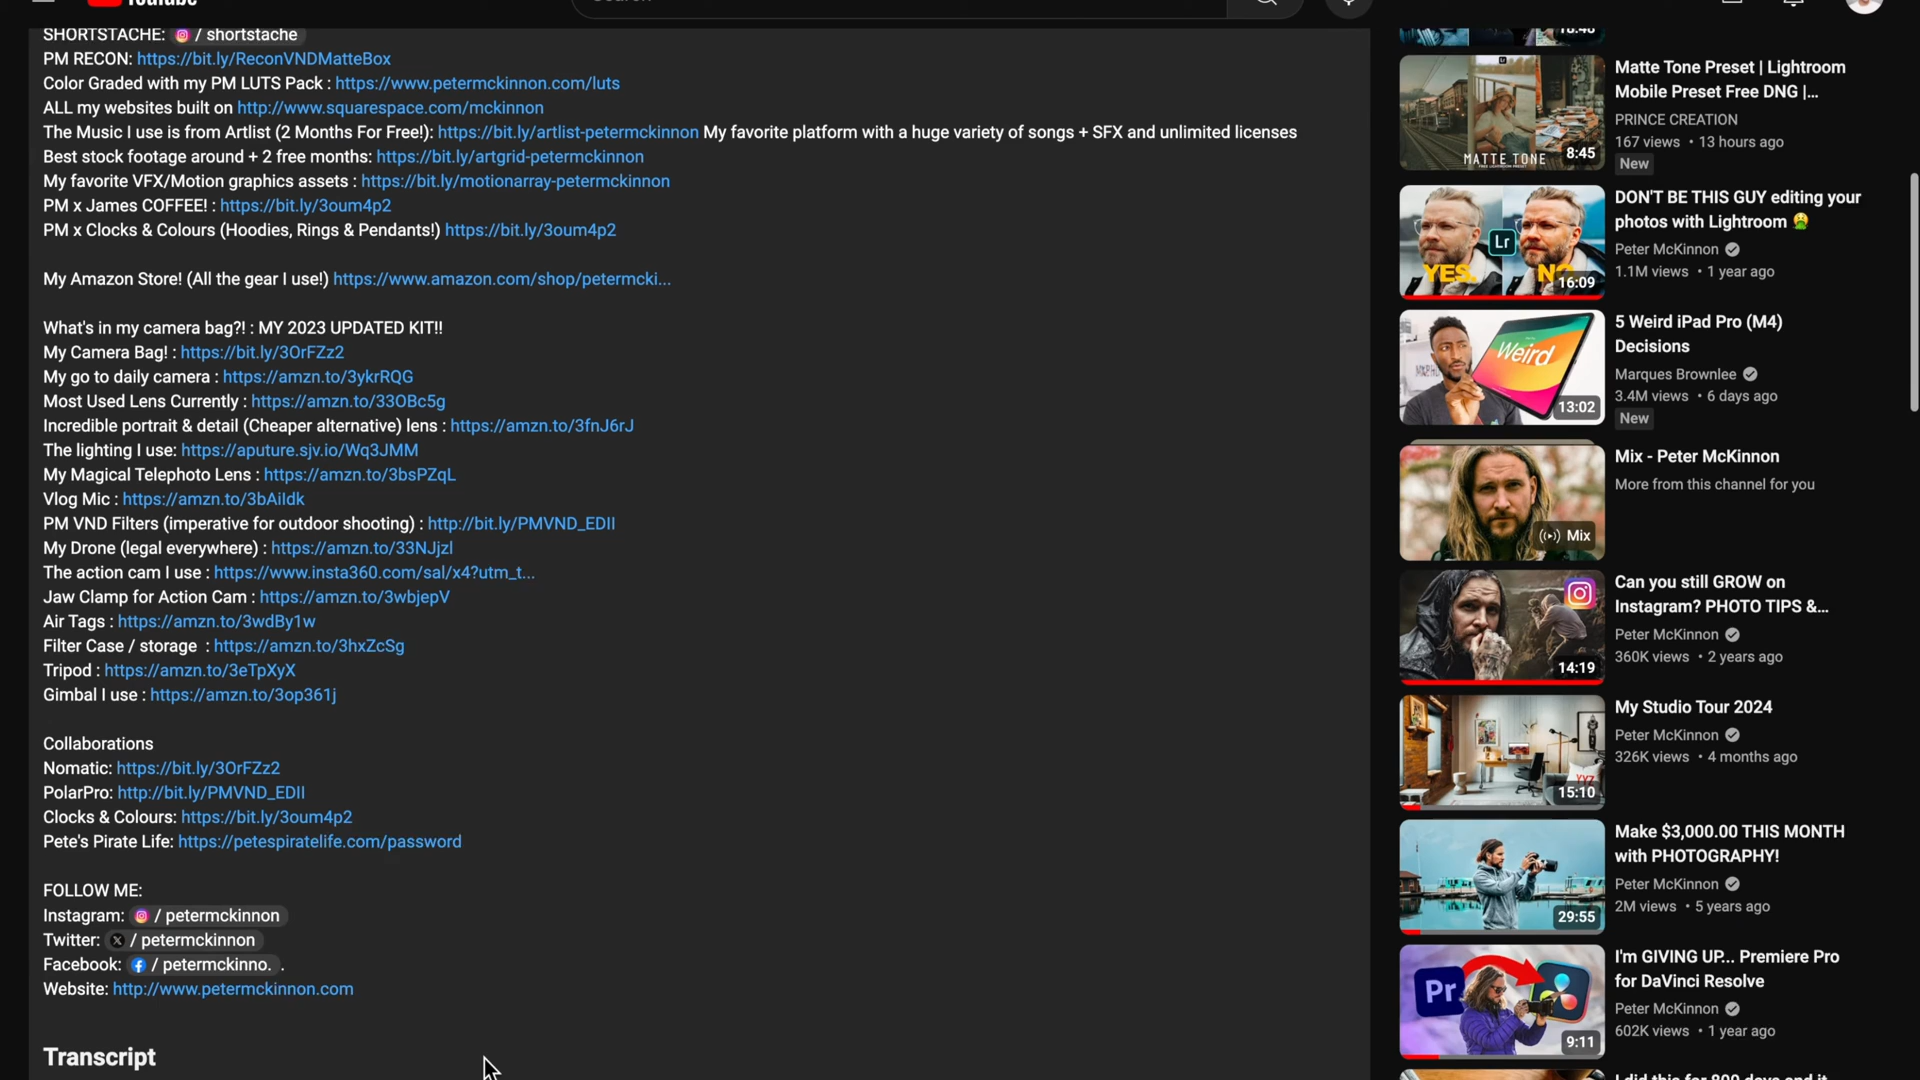 SHORTSTACHE: / shortstache
PM RECON: https://bit.ly/ReconVNDMatteBox
Color Graded with my PM LUTS Pack : https://www.petermckinnon.com/luts
ALL my websites built on http://www.squarespace.com/mckinnon
The Music I use is from Artlist (2 Months For Free!): https://bit.ly/artlist-petermckinnon My favorite platform with a huge variety of songs + SFX and unlimited licenses
Best stock footage around + 2 free months: https://bit.ly/artgrid-petermckinnon
My favorite VFX/Motion graphics assets : https://bit.ly/motionarray-petermckinnon
PM x James COFFEE! : https://bit.ly/3oum4p2
PM x Clocks & Colours (Hoodies, Rings & Pendants!) https://bit.ly/3oum4p2
My Amazon Store! (All the gear I use!) https://www.amazon.com/shop/petermcki...
What's in my camera bag?! : MY 2023 UPDATED KIT!!
My Camera Bag! : https://bit.ly/3OrFZz2
My go to daily camera : https://amzn.to/3ykrRQG
Most Used Lens Currently : https://amzn.to/33OBc5g
Incredible portrait & detail (Cheaper alternative) lens : https://amzn.to/3fnJ6rJ
The lighting I use: https://aputure.sjv.io/Wq3JMM
My Magical Telephoto Lens : https://amzn.to/3bsPZqL
Vlog Mic : https://amzn.to/3bAiIdk
PM VND Filters (imperative for outdoor shooting) : http://bit.ly/PMVND_EDII
My Drone (legal everywhere) : https://amzn.to/33NJjzl
The action cam I use : https://www.insta360.com/sal/x4?utm_t...
Jaw Clamp for Action Cam : https://amzn.to/3wbjepV
Air Tags : https://amzn.to/3wdBy1w
Filter Case / storage : https://amzn.to/3hxZcSg
Tripod : https://amzn.to/3eTpXyX
Gimbal I use : https://amzn.to/3op361j
Collaborations
Nomatic: https://bit.ly/3OrFZz2
PolarPro: http://bit.ly/PMVND_EDII
Clocks & Colours: https://bit.ly/3oum4p2
Pete's Pirate Life: https://petespiratelife.com/password
FOLLOW ME:
Instagram: / petermckinnon
Twitter: / petermckinnon
Facebook: / petermckinno. .
Website: http://www.petermckinnon.com
Transcript
Matte Tone Preset | Lightroom
Mobile Preset Free DNG |...
PRINCE CREATION
167 views • 13 hours ago
New
MATTE TONE
8:45
DON'T BE THIS GUY editing your
photos with Lightroom
Peter McKinnon
1.1M views • 1 year ago
Lr
YES.
NO
16:09
5 Weird iPad Pro (M4)
Decisions
Marques Brownlee
3.4M views • 6 days ago
New
Weird
13:02
Mix - Peter McKinnon
More from this channel for you
Mix
Can you still GROW on
Instagram? PHOTO TIPS &...
Peter McKinnon
360K views • 2 years ago
14:19
My Studio Tour 2024
Peter McKinnon
326K views • 4 months ago
15:10
Make $3,000.00 THIS MONTH
with PHOTOGRAPHY!
Peter McKinnon
2M views • 5 years ago
29:55
I'm GIVING UP... Premiere Pro
for DaVinci Resolve
Peter McKinnon
602K views • 1 year ago
Pr
9:11